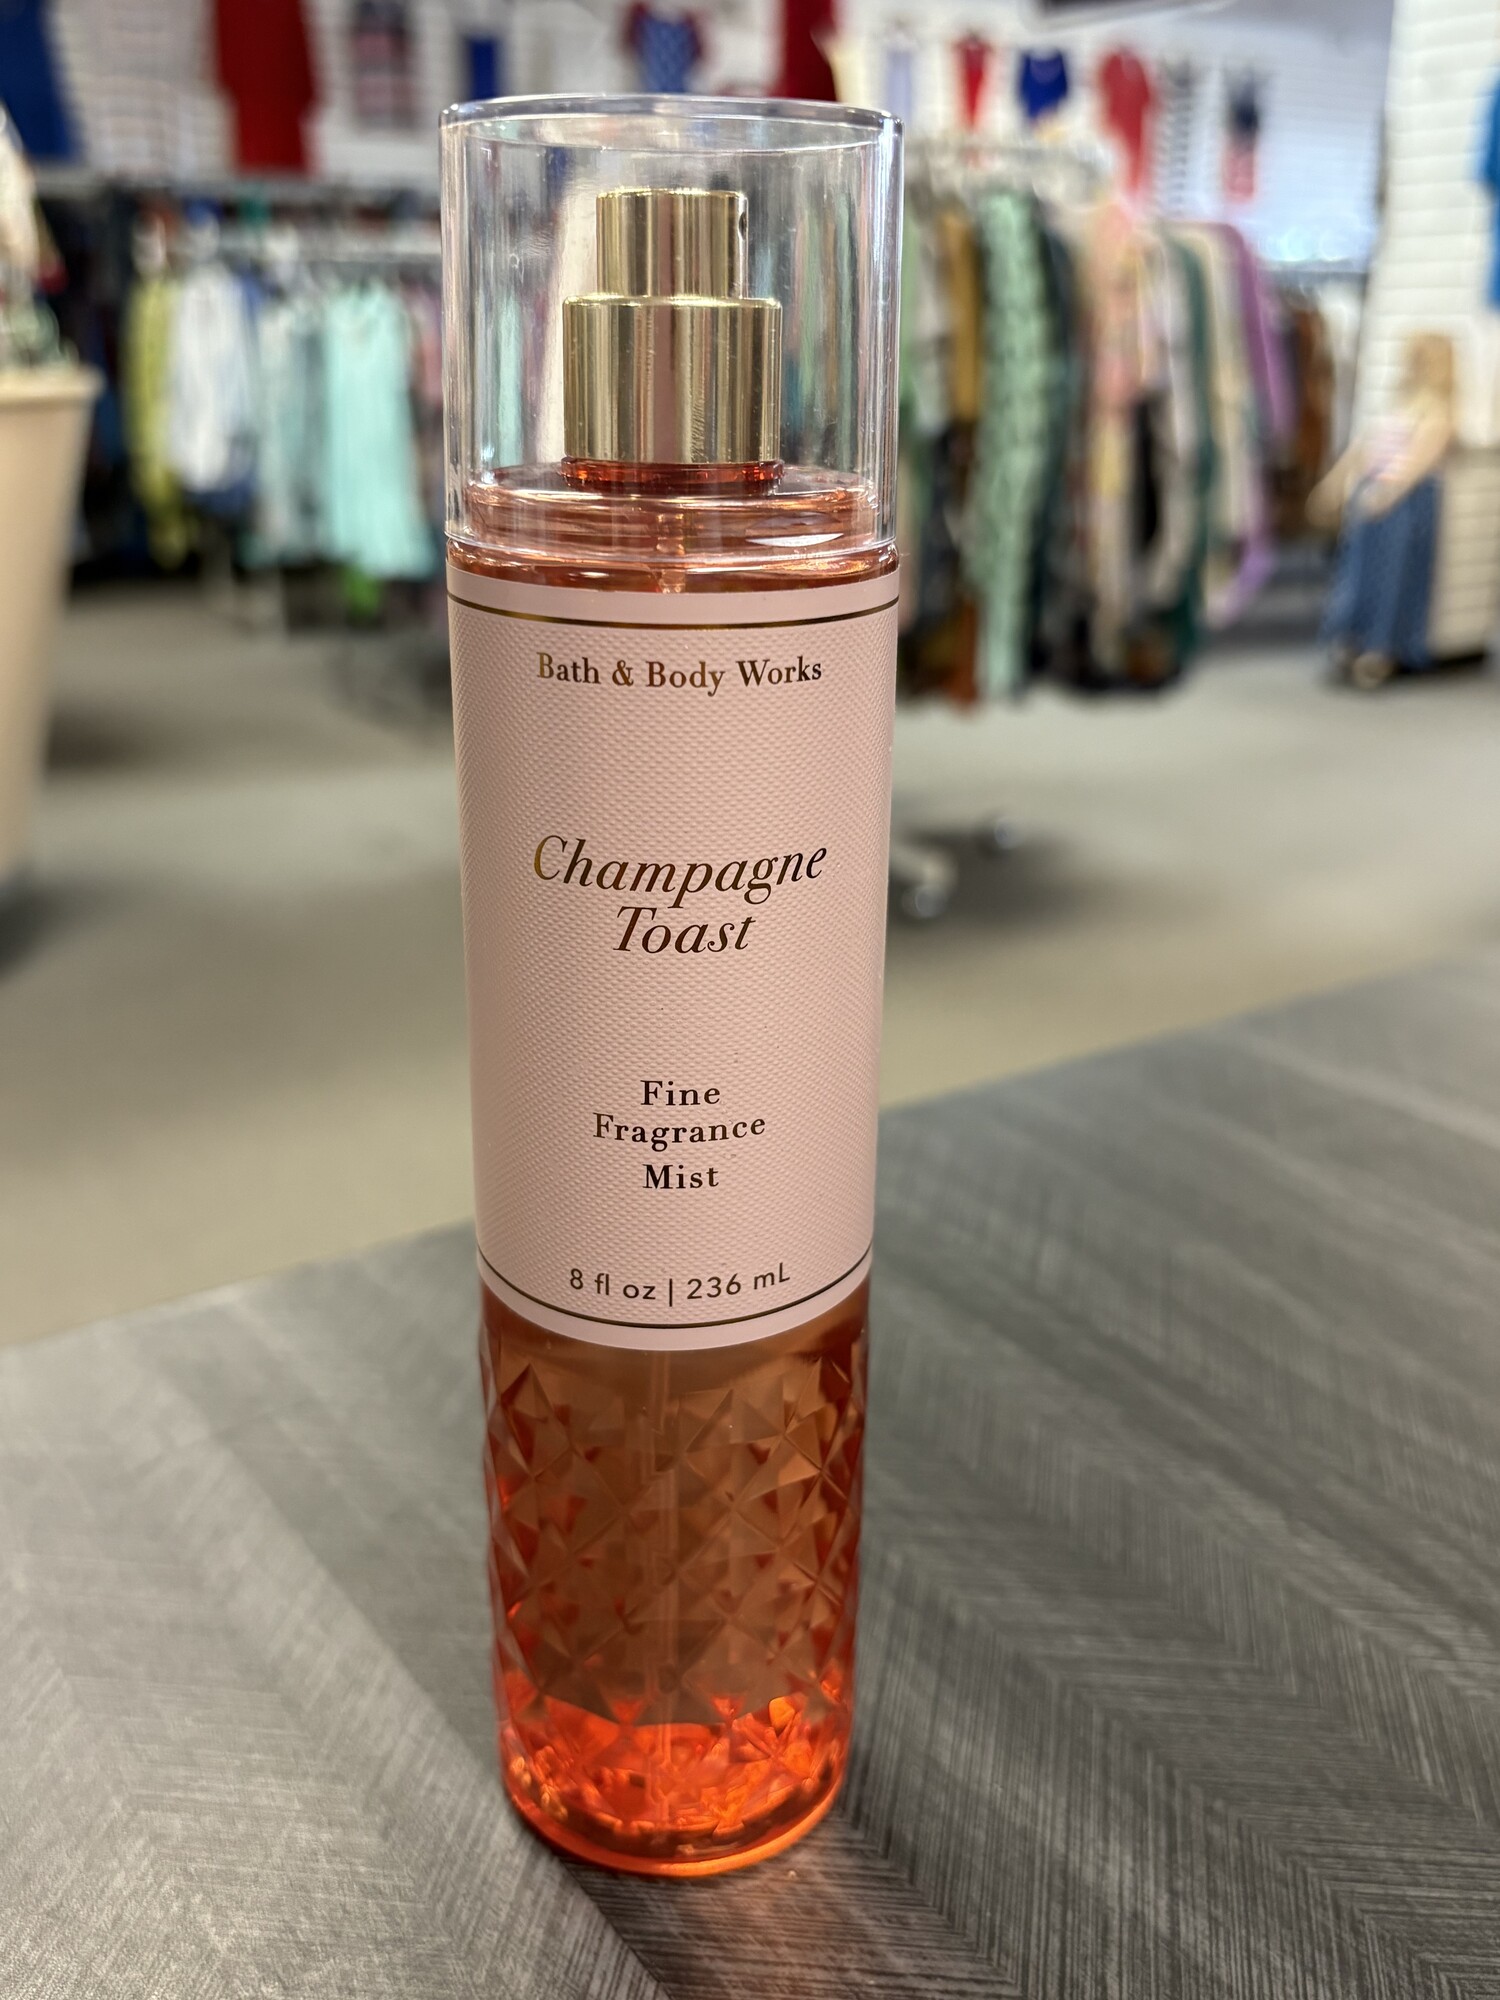 Bath & Body Works
Champagne
Toast
Fine
Fragrance
Mist
8 fl oz | 236 mL